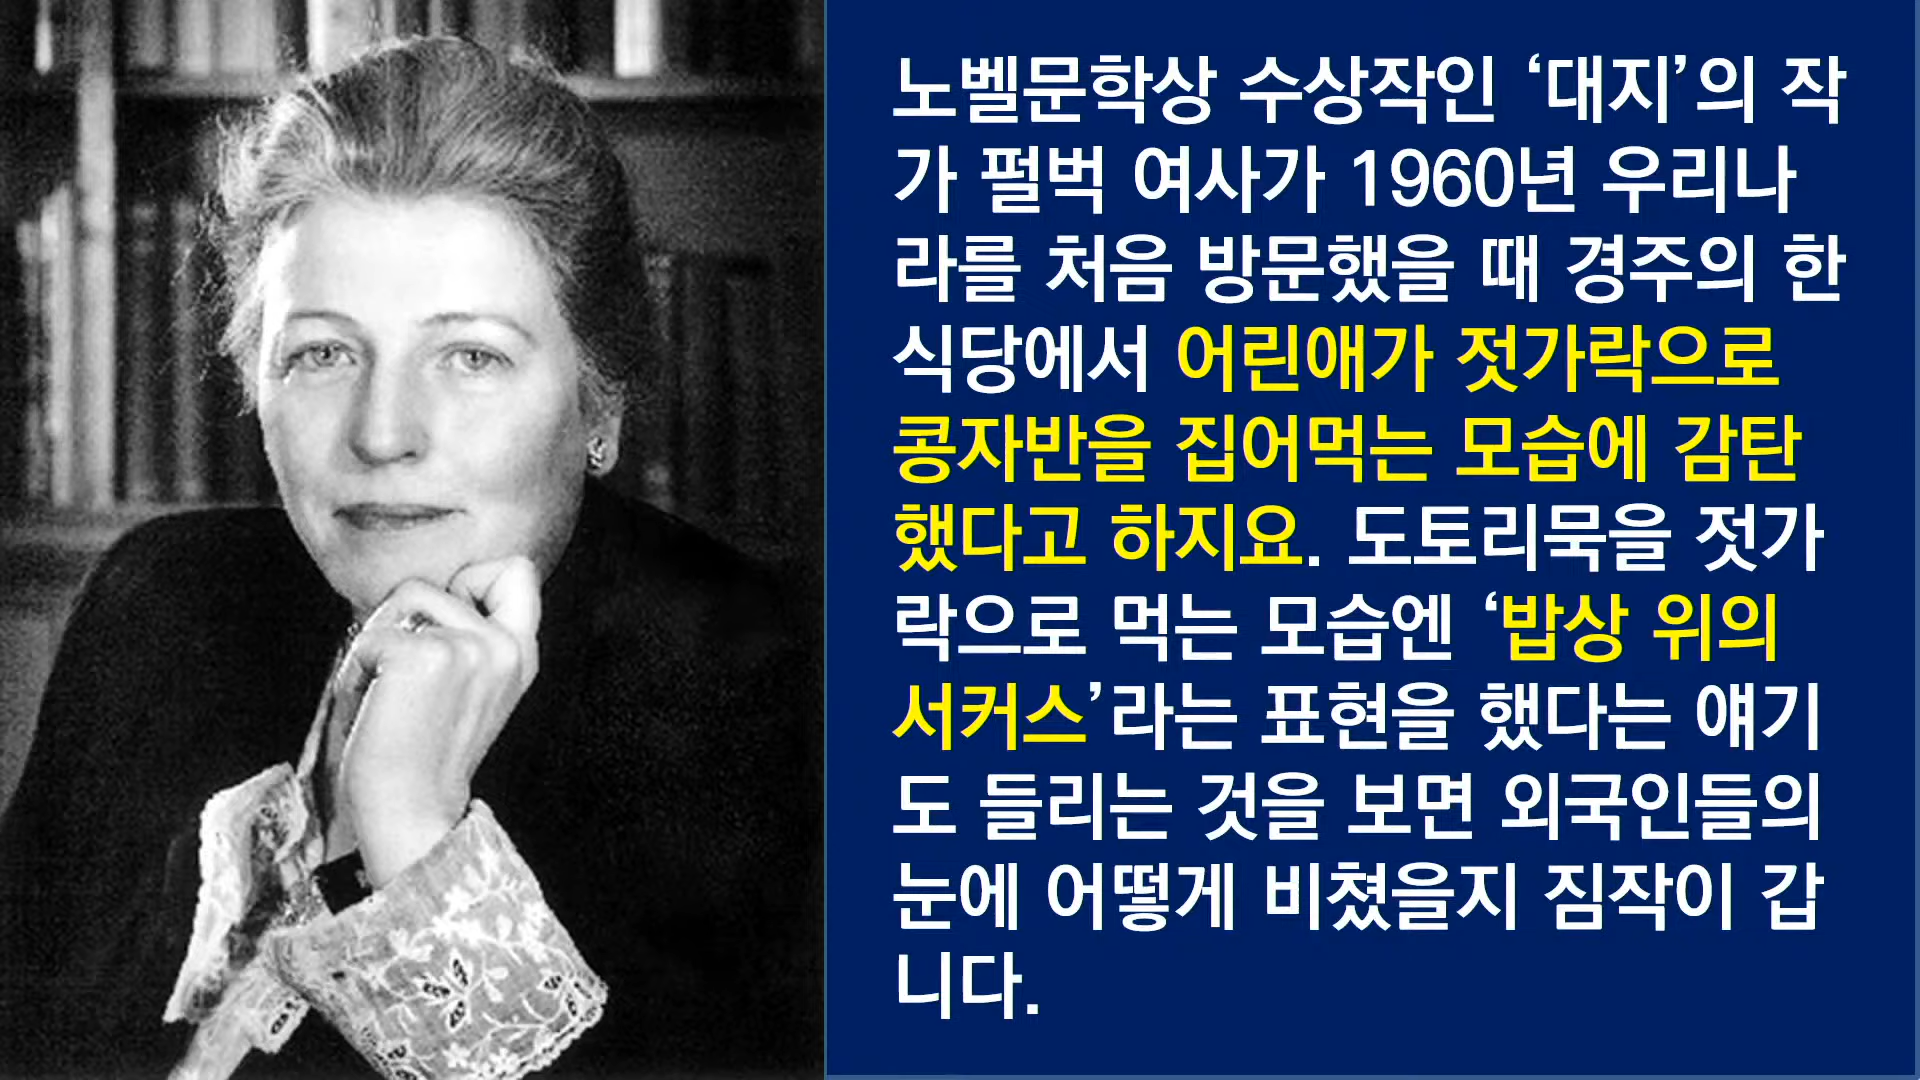 노벨문학상 수상작인 ‘대지’의 작
가 펄벅 여사가 1960년 우리나
라를 처음 방문했을 때 경주의 한
식당에서 어린애가 젓가락으로
콩자반을 집어먹는 모습에 감탄
했다고 하지요. 도토리묵을 젓가
락으로 먹는 모습엔 ‘밥상 위의
서커스’라는 표현을 했다는 얘기
도 들리는 것을 보면 외국인들의
눈에 어떻게 비쳤을지 짐작이 갑
니다.